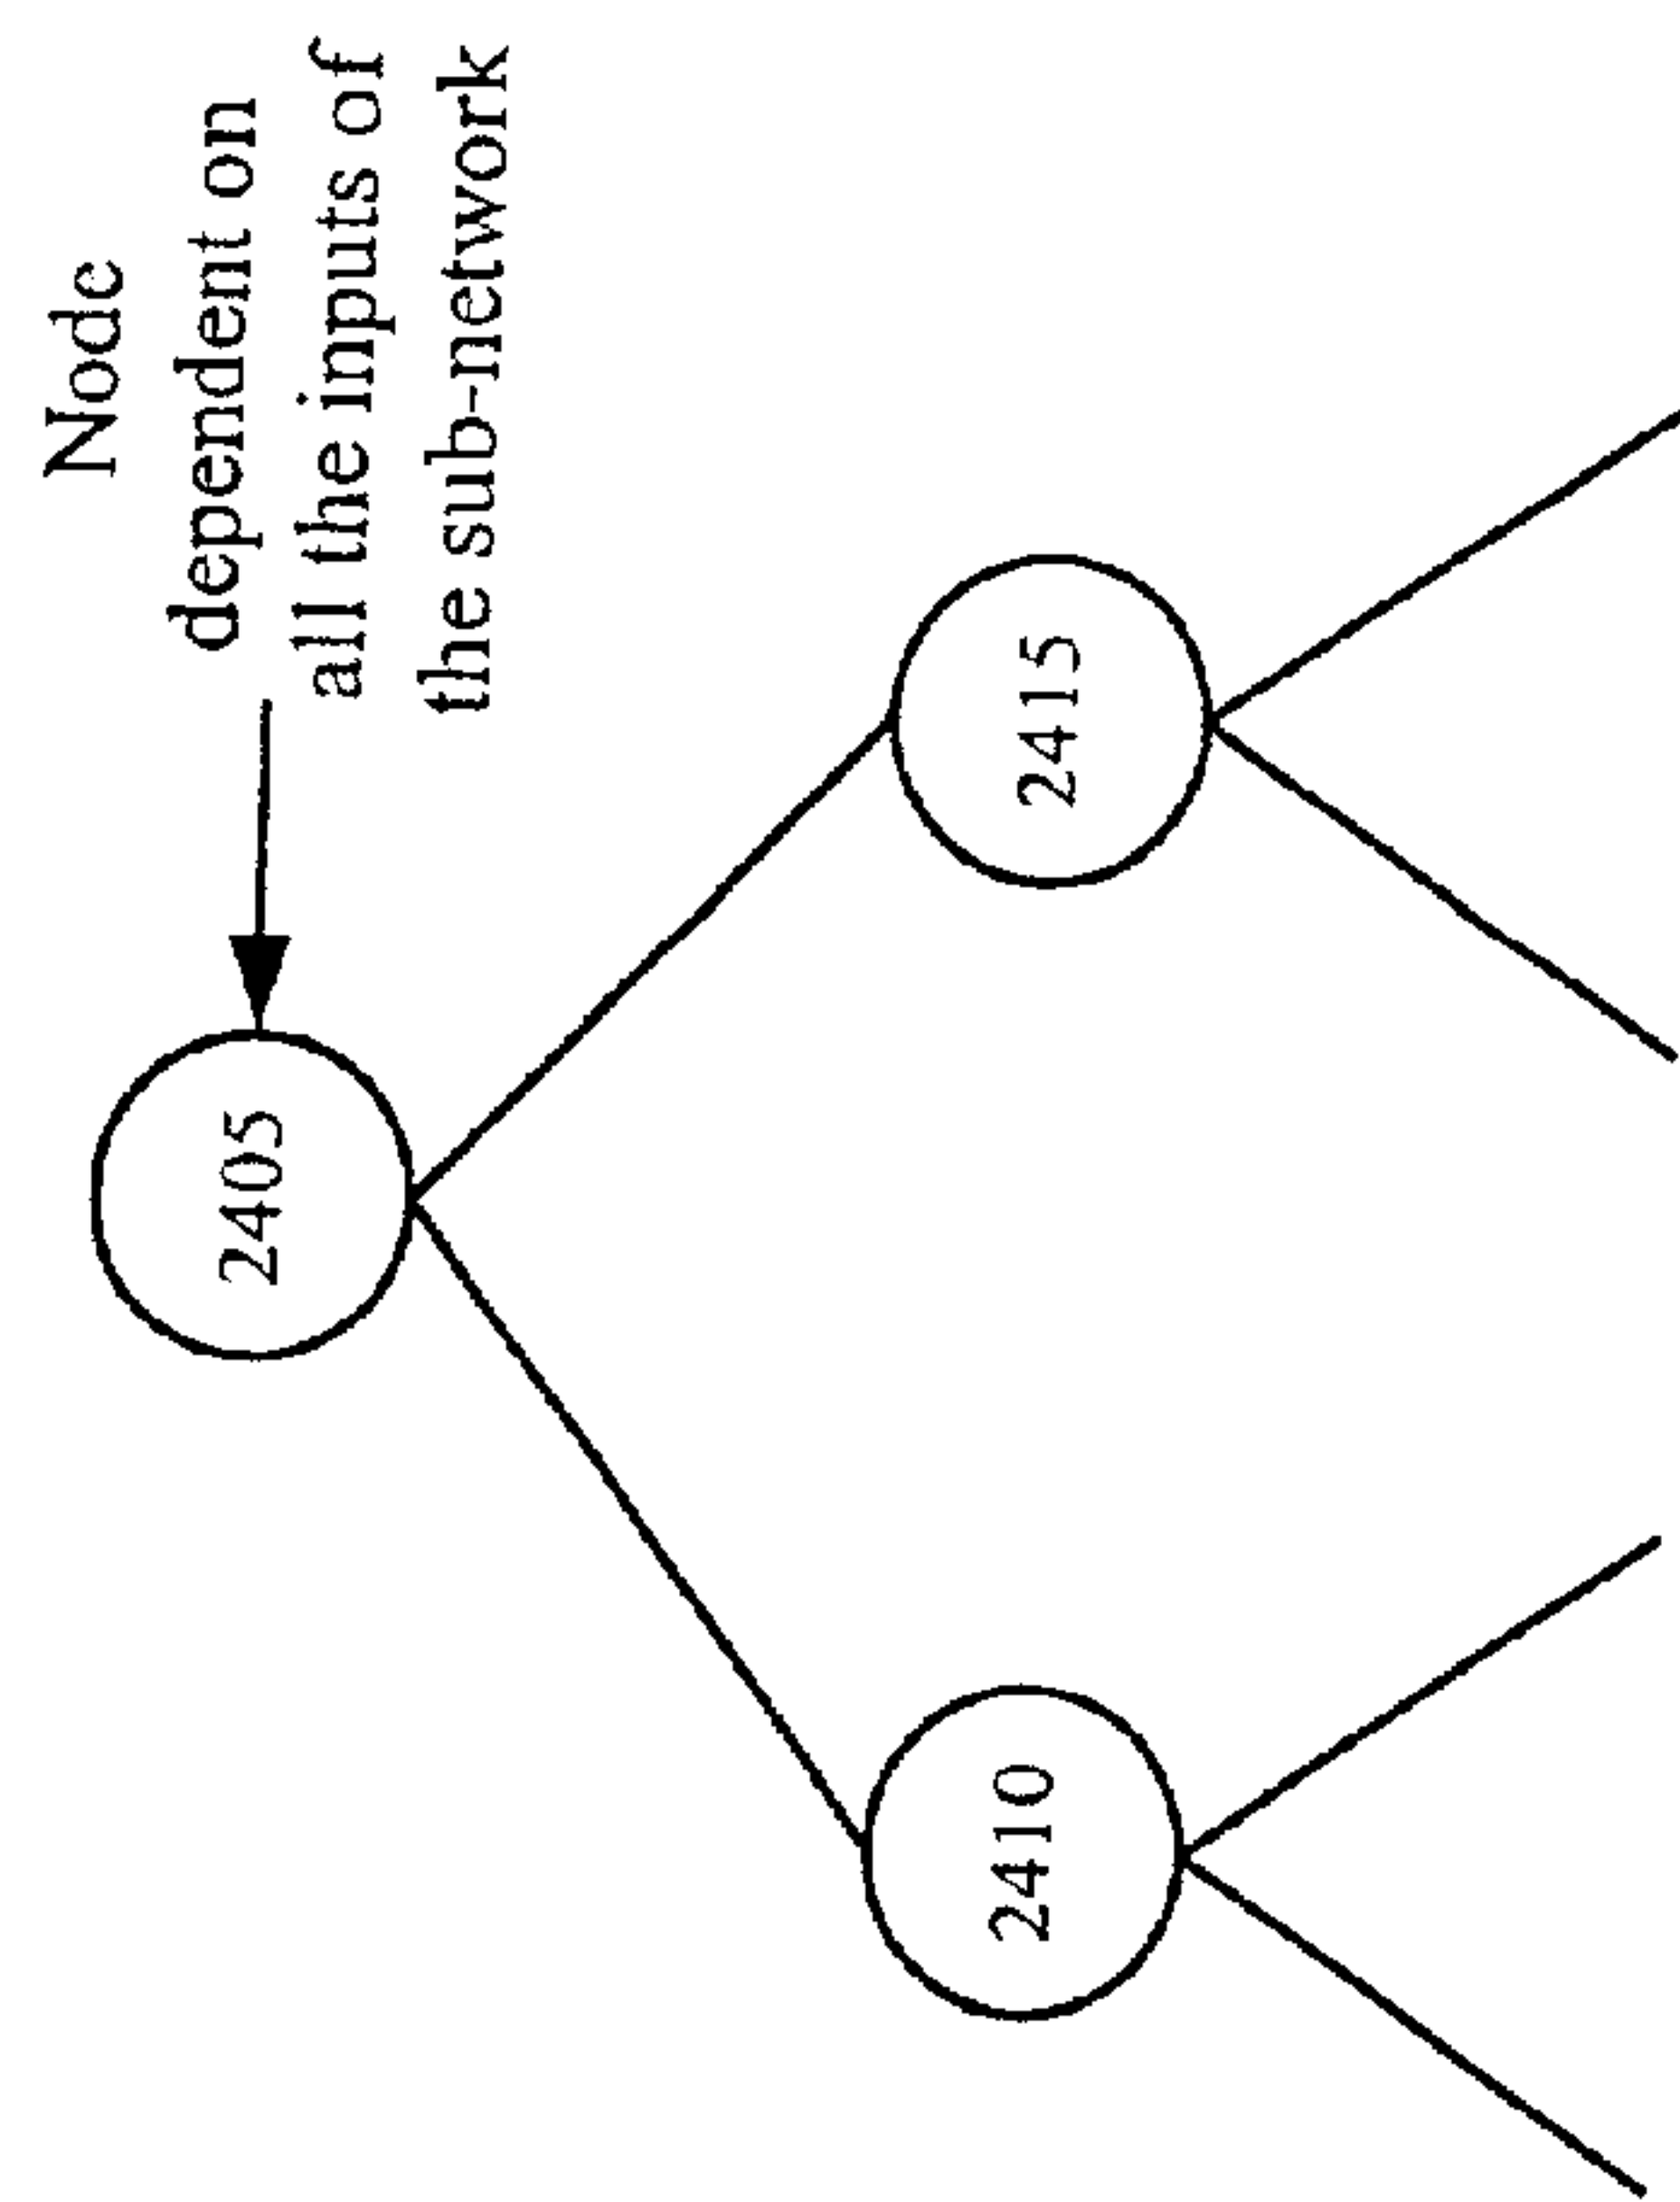 Node
dependent on
all the inputs of
the sub-network
2405
2410
2415